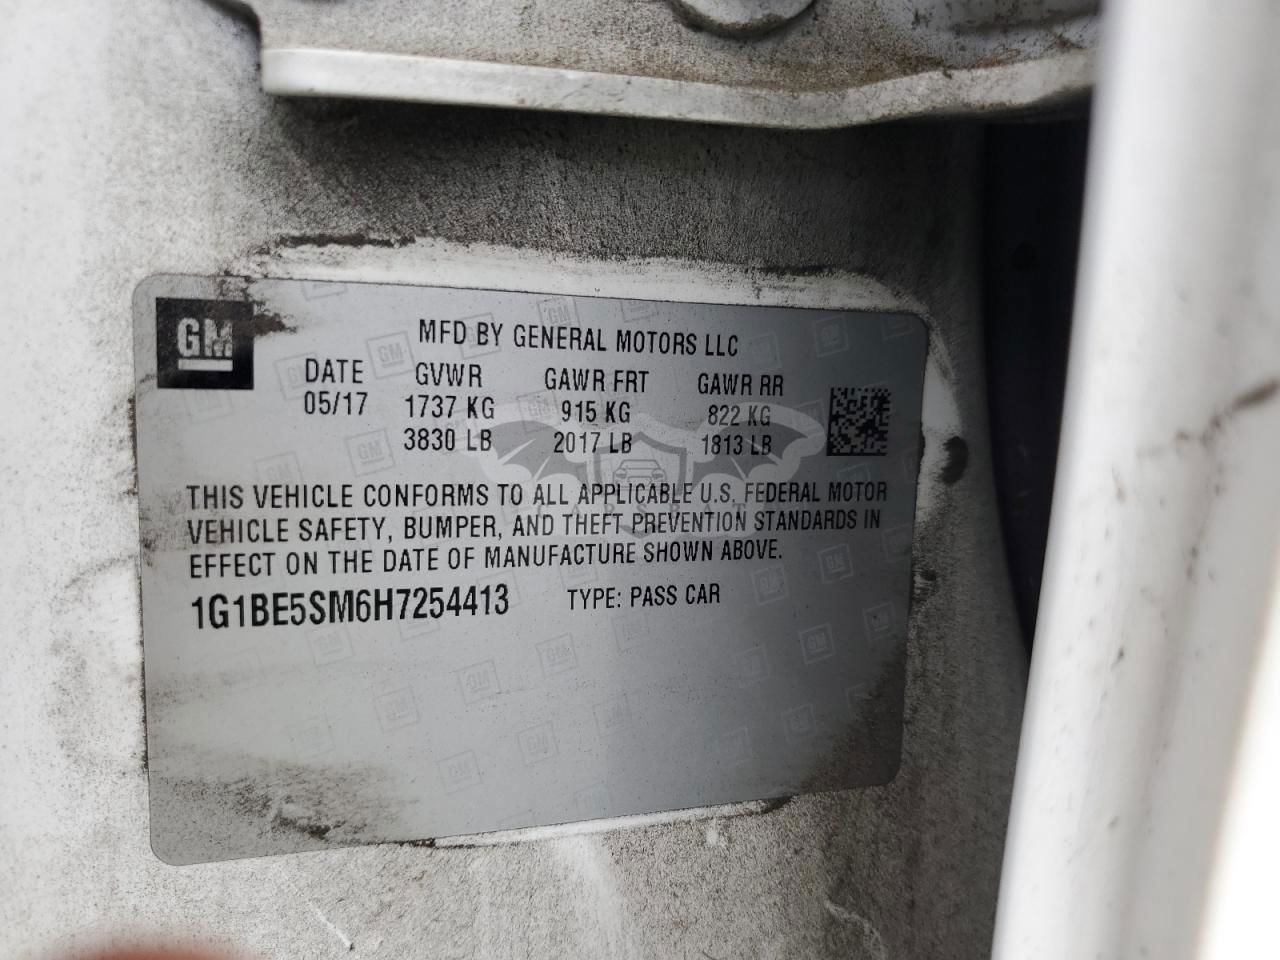 GM
MFD BY GENERAL MOTORS LLC
DATE GVWR GAWR FRT GAWR RR
05/17 1737 KG 915 KG 822 KG
3830 LB 2017 LB 1813 LB
THIS VEHICLE CONFORMS TO ALL APPLICABLE U.S. FEDERAL MOTOR
VEHICLE SAFETY, BUMPER, AND THEFT PREVENTION STANDARDS IN
EFFECT ON THE DATE OF MANUFACTURE SHOWN ABOVE.
1G1BE5SM6H7254413 TYPE: PASS CAR